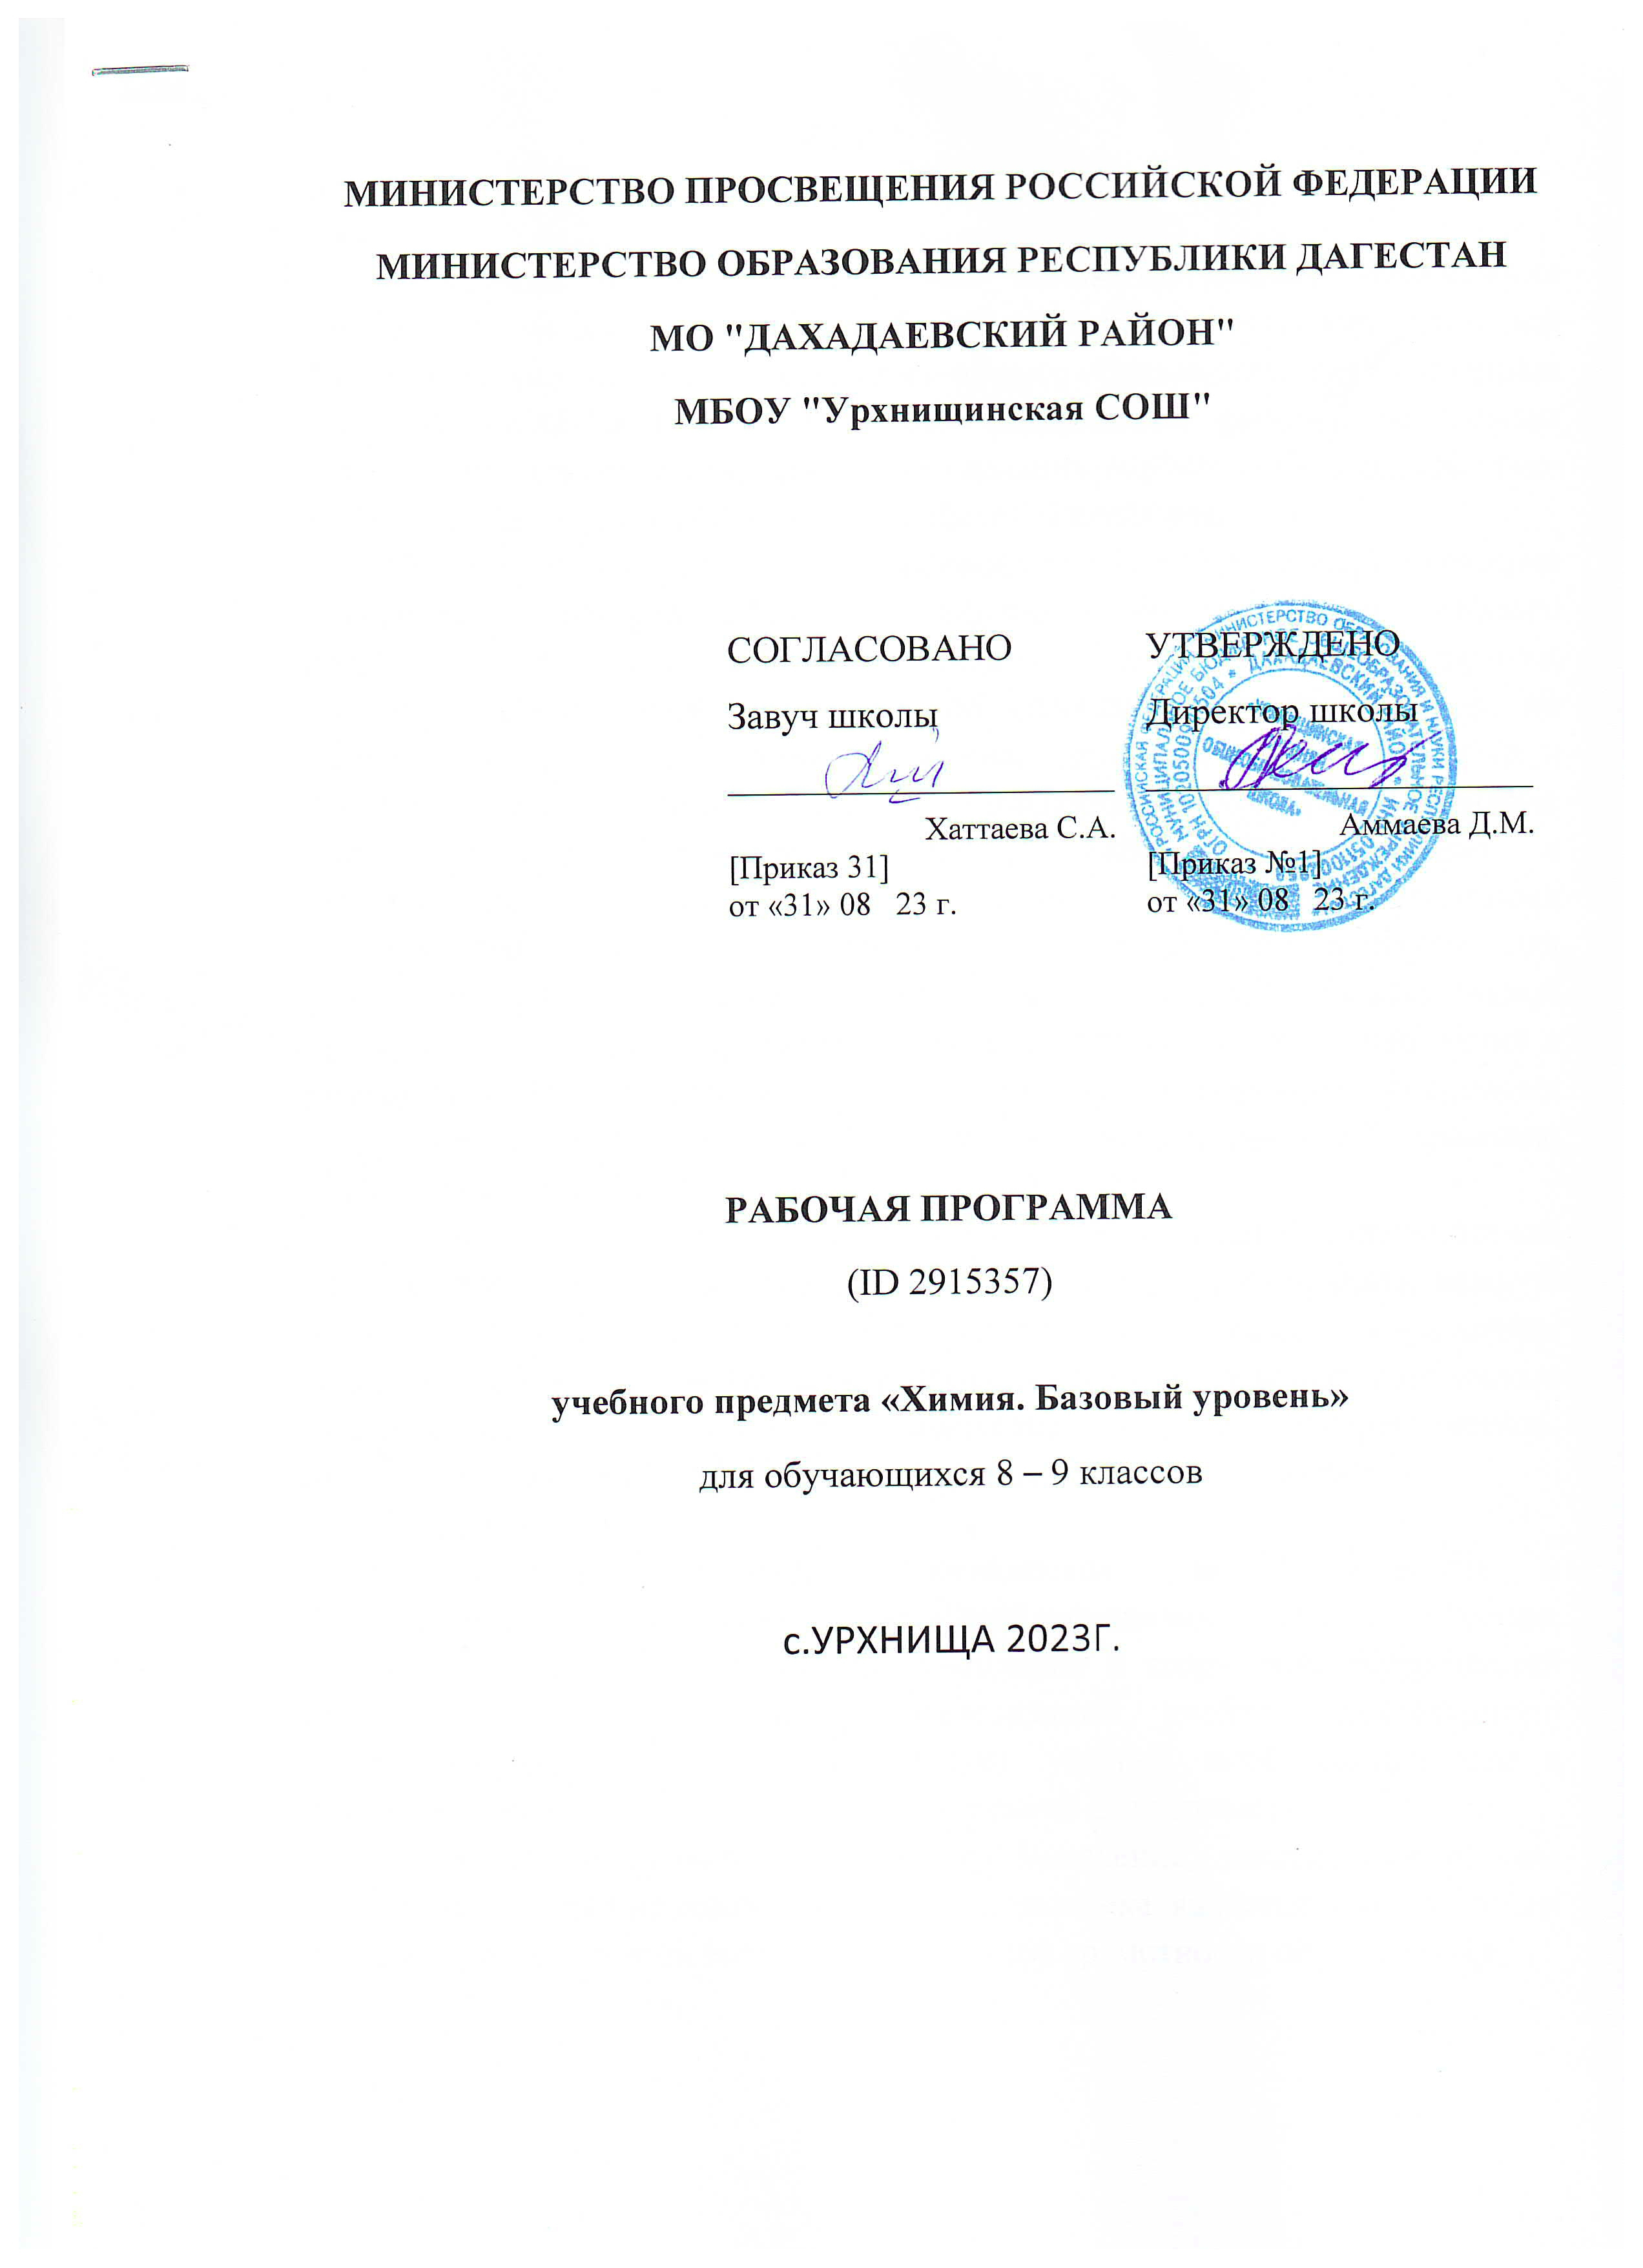 МИНИСТЕРСТВО ПРОСВЕЩЕНИЯ РОССИЙСКОЙ ФЕДЕРАЦИИ
МИНИСТЕРСТВО ОБРАЗОВАНИЯ РЕСПУБЛИКИ ДАГЕСТАН
МО "ДАХАДАЕВСКИЙ РАЙОН"
МБОУ "Урхнищинская СОШ"
СОГЛАСОВАНО
Завуч школы
Хаттаева С.А.
[Приказ 31]
от «31» 08 23 г.
УТВЕРЖДЕНО
Директор школы
Аммаева Д.М.
[Приказ №1]
от «31» 08 23 г.
РАБОЧАЯ ПРОГРАММА
(ID 2915357)
учебного предмета «Химия. Базовый уровень»
для обучающихся 8 – 9 классов
с.УРХНИЩА 2023Г.